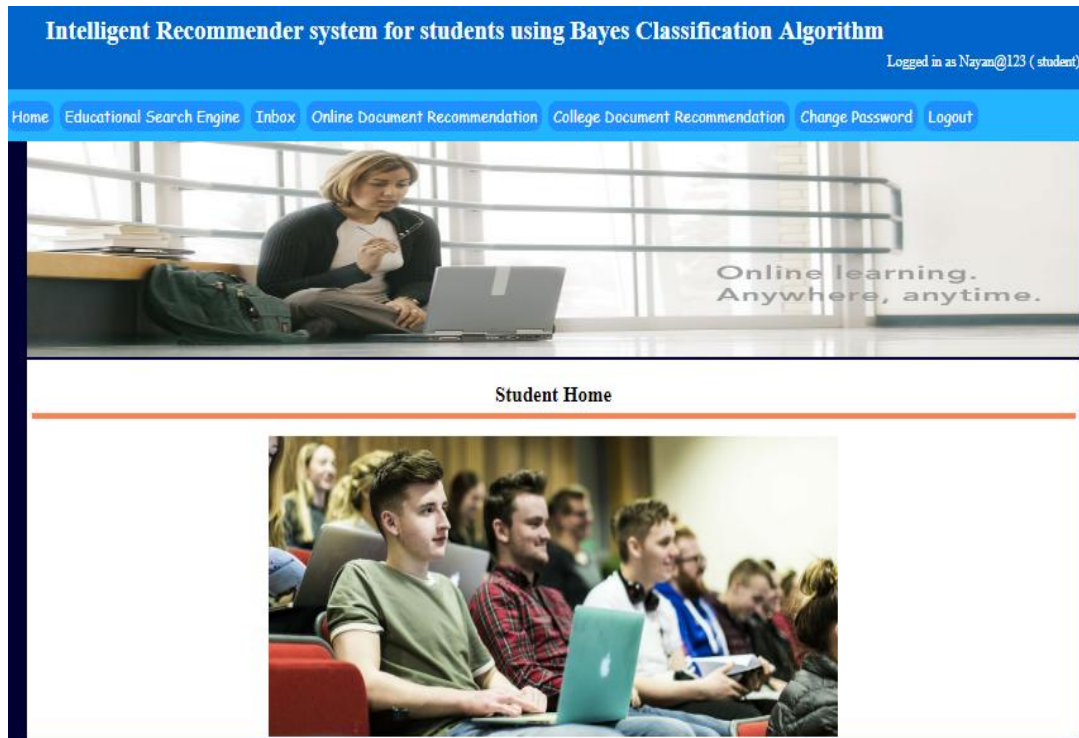 Intelligent Recommender system for students using Bayes Classification Algorithm
Logged in as Nayan@123 ( student)
Home Educational Search Engine Inbox Online Document Recommendation College Document Recommendation Change Password Logout
Online learning.
Anywhere, anytime.
Student Home